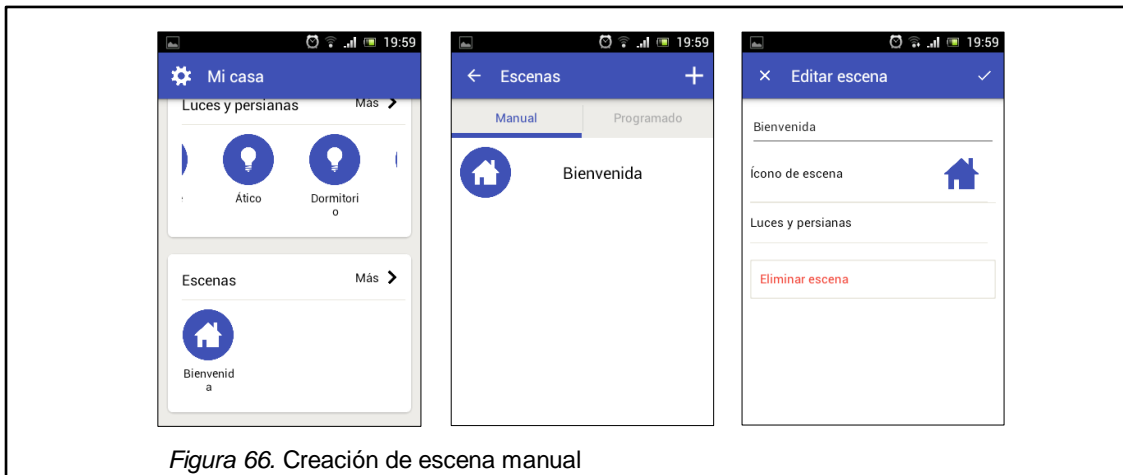 19:59
Mi casa
Luces y persianas Más
Ático Dormitori
o
Escenas Más
Bienvenid
a
19:59
Escenas
Manual Programado
Bienvenida
19:59
Editar escena
Bienvenida
Ícono de escena
Luces y persianas
Eliminar escena
Figura 66. Creación de escena manual